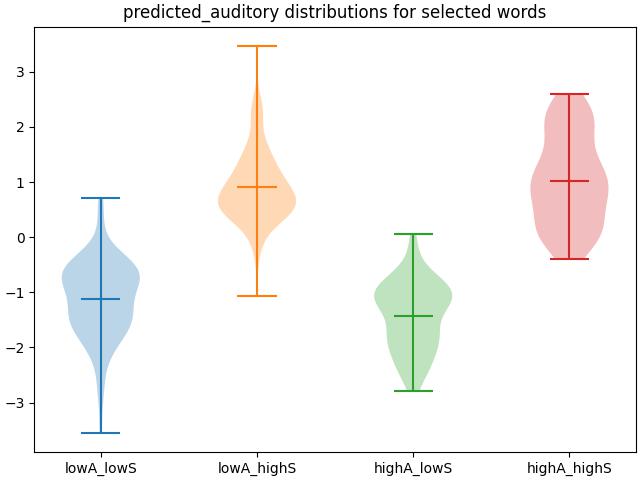 predicted_auditory distributions for selected words
3
2
1
0
−1
−2
−3
lowA_lowS
lowA_highS
highA_lowS
highA_highS